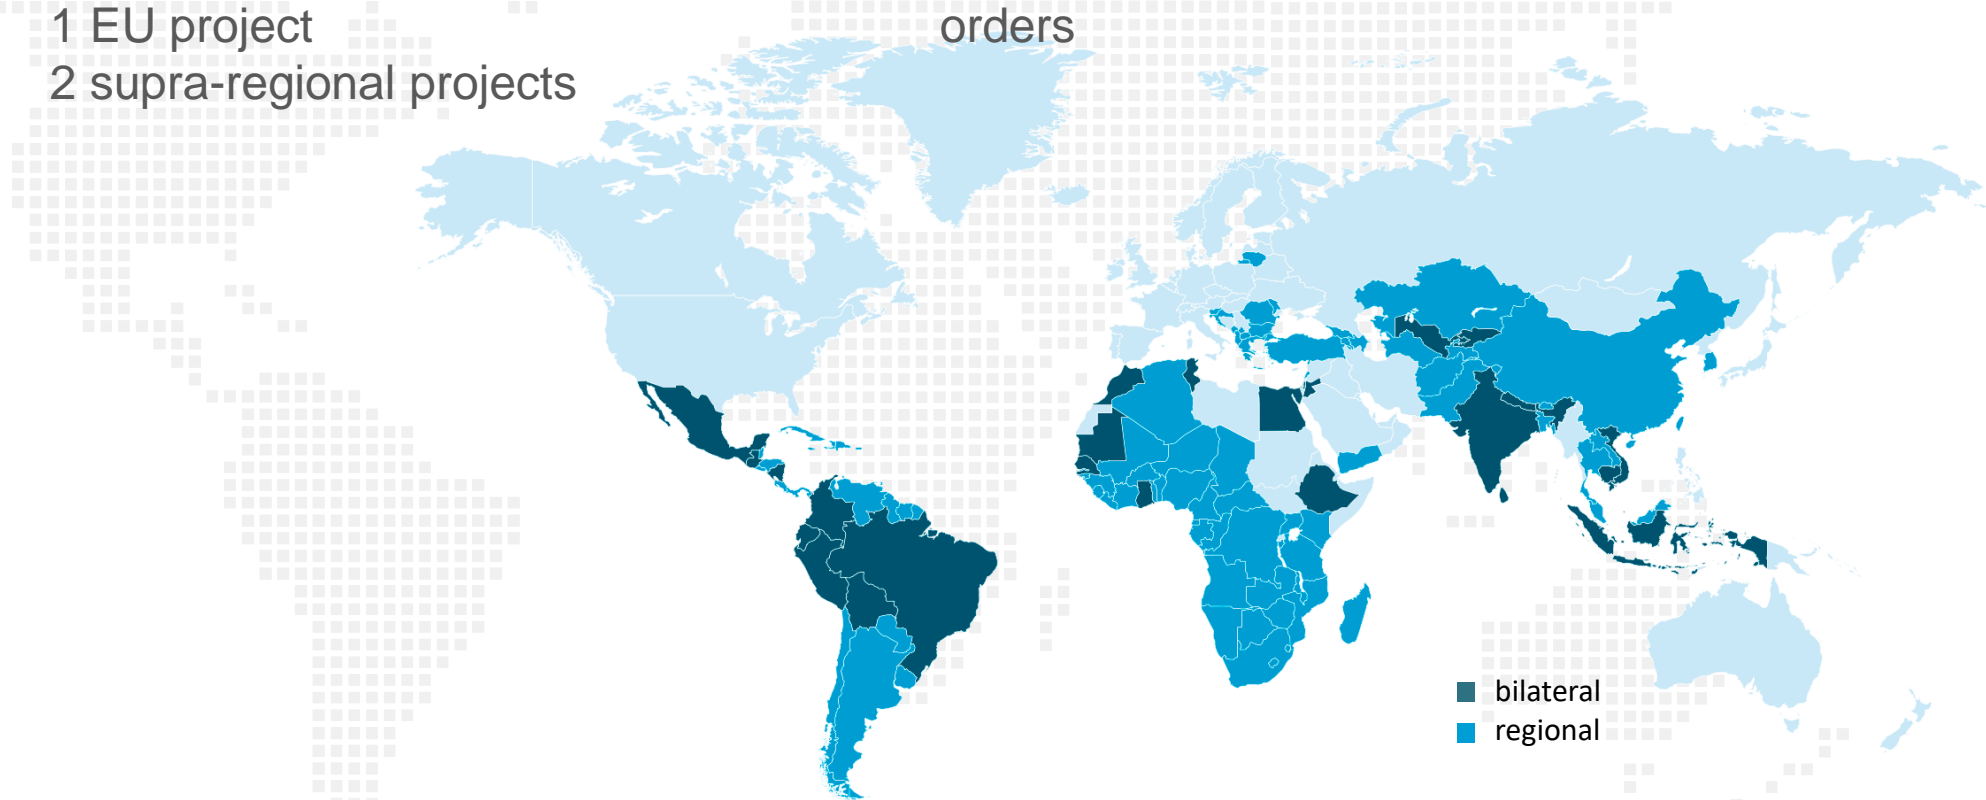 1 EU project
orders
2 supra-regional projects
bilateral
regional